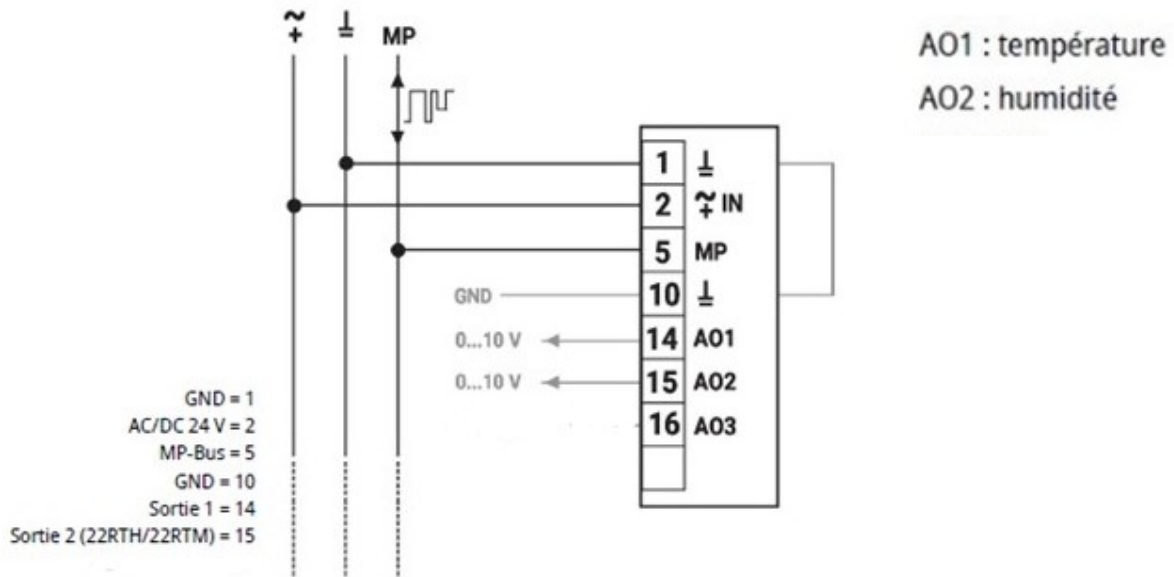 ~
+
⊥
MP
AO1 : température
AO2 : humidité
1 ⊥
2 ~
+ IN
5 MP
GND 10 ⊥
0...10 V 14 AO1
0...10 V 15 AO2
16 AO3
GND = 1
AC/DC 24 V = 2
MP-Bus = 5
GND = 10
Sortie 1 = 14
Sortie 2 (22RTH/22RTM) = 15